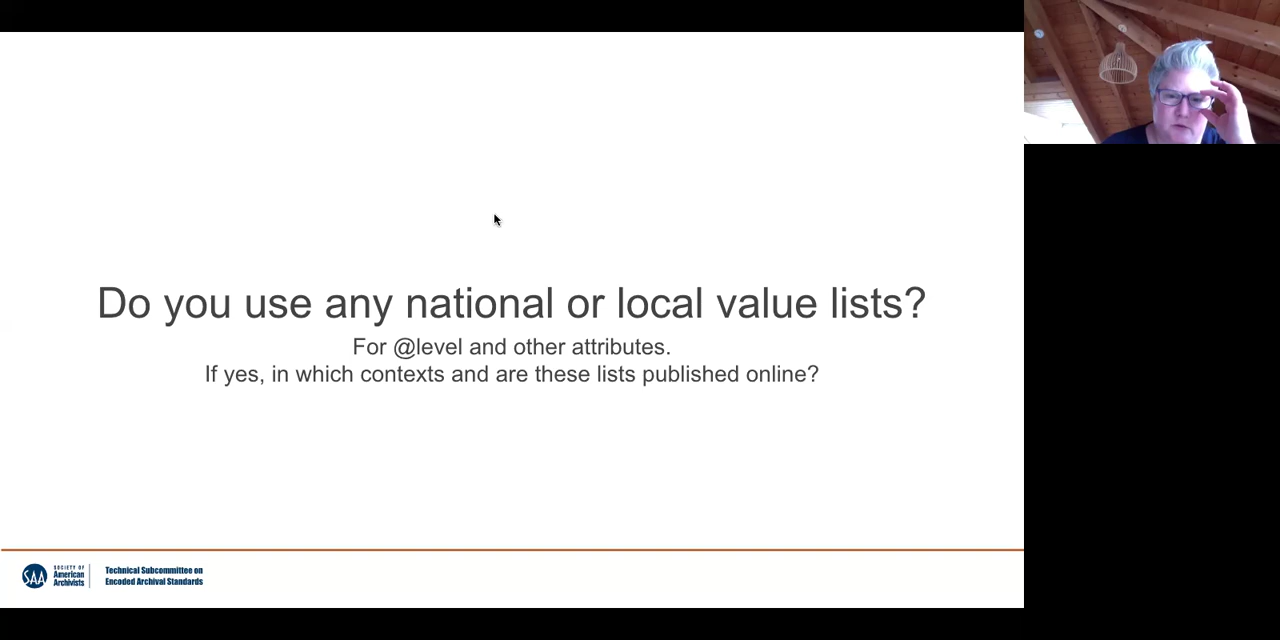 Do you use any national or local value lists?
For @level and other attributes.
If yes, in which contexts and are these lists published online?
SAA
SOCIETY OF
American
Archivists
Technical Subcommittee on
Encoded Archival Standards